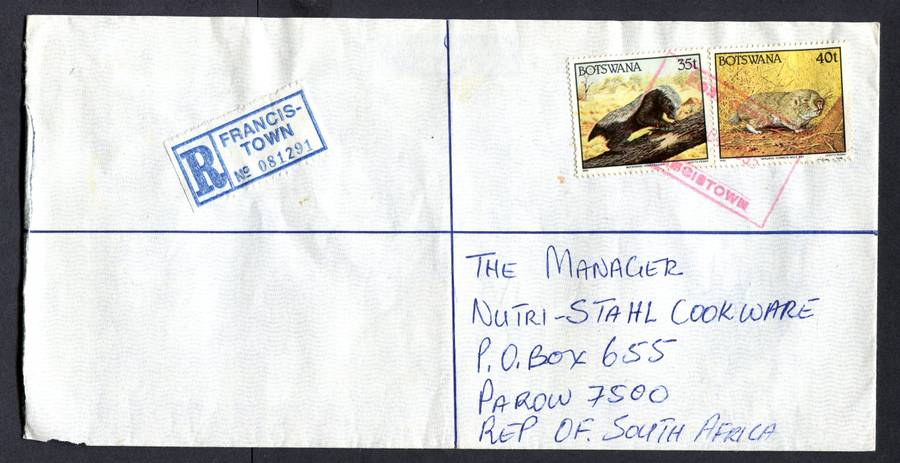 R
FRANCIS-
TOWN
No 081291
BOTSWANA 35t
BOTSWANA 40t
THE MANAGER
NUTRI-STAHL COOKWARE
P.O.BOX 655
PAROW 7500
REP OF. SOUTH AFRICA